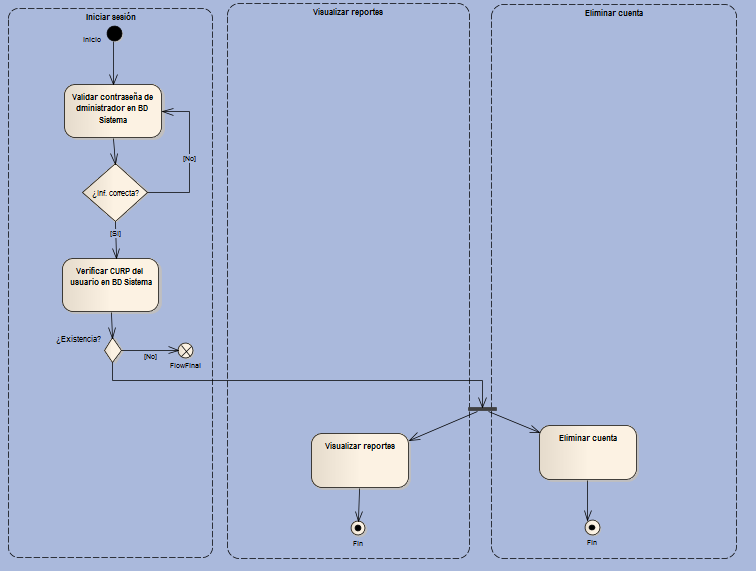 Iniciar sesión
Visualizar reportes
Eliminar cuenta
Inicio
Validar contraseña de
dministrador en BD
Sistema
[No]
¿Inf. correcta?
[Si]
Verificar CURP del
usuario en BD Sistema
¿Existencia?
[No]
FlowFinal
Visualizar reportes
Eliminar cuenta
Fin
Fin